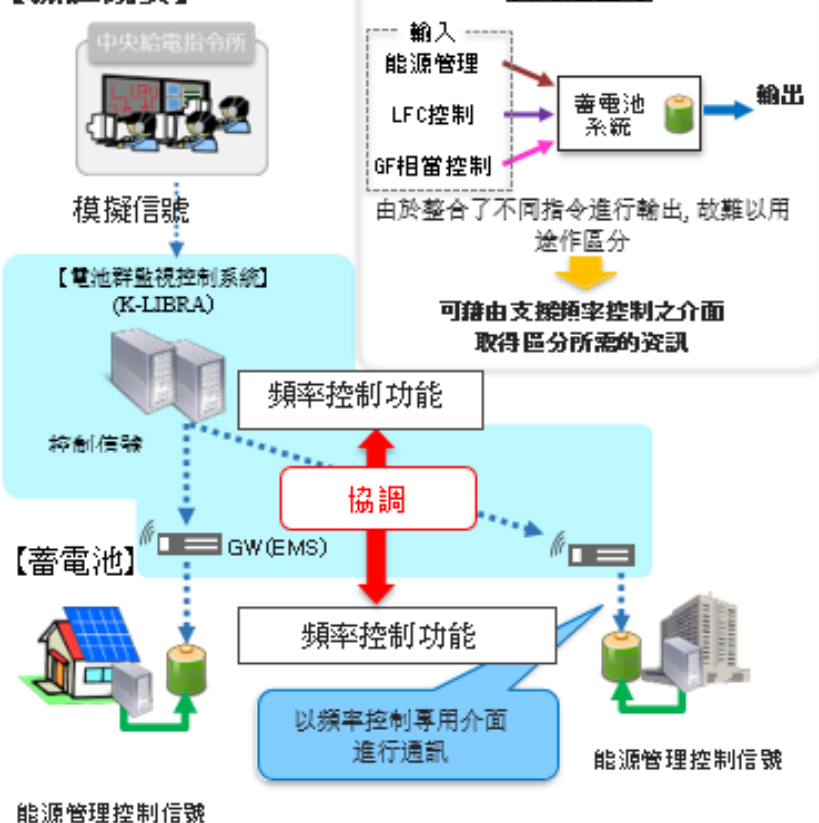 中央給電指令所
模擬信號
輸入
能源管理
LFC控制
GF相當控制
蓄電池
系統
輸出
由於整合了不同指令進行輸出,故難以用
途作區分
可藉由支援頻率控制之介面
取得區分所需的資訊
【電池群監視控制系統】
(K-LIBRA)
頻率控制功能
控制信號
協調
GW(EMS)
【蓄電池】
頻率控制功能
以頻率控制專用介面
進行通訊
能源管理控制信號
能源管理控制信號